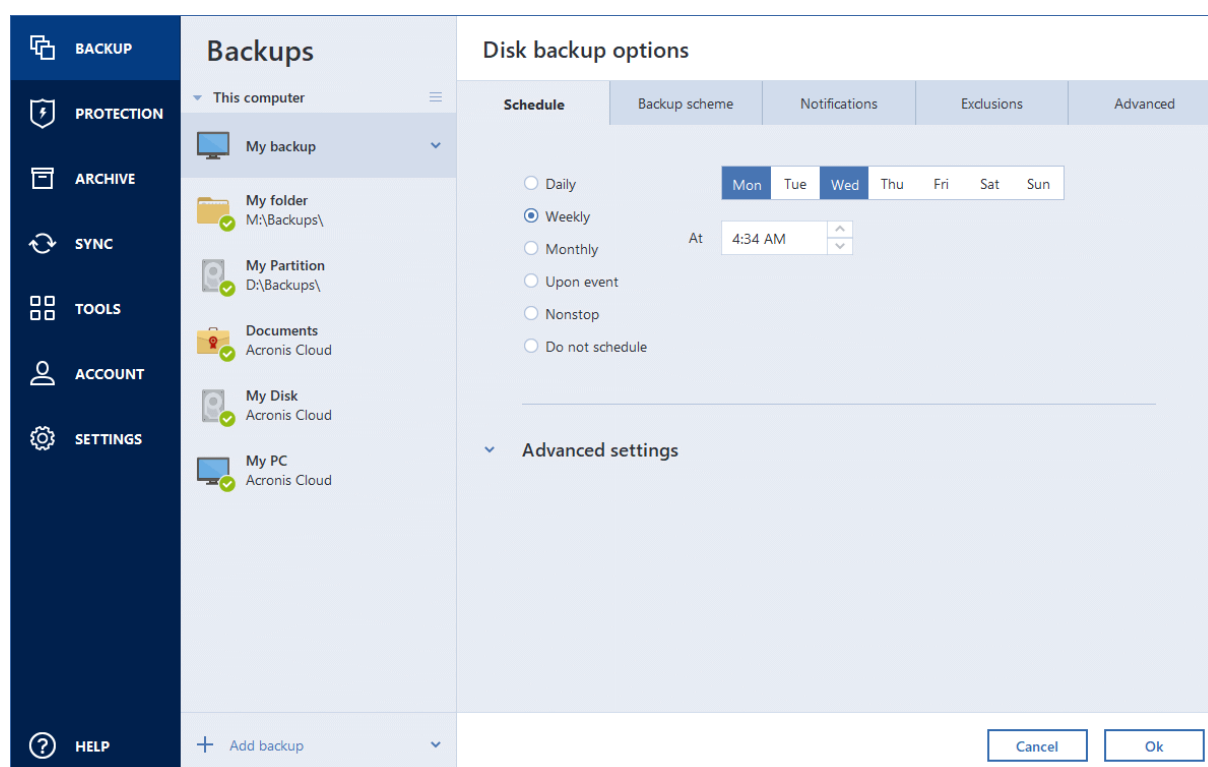 BACKUP
PROTECTION
ARCHIVE
SYNC
TOOLS
ACCOUNT
SETTINGS
HELP
Backups
This computer
My backup
My folder
M:\Backups\
My Partition
D:\Backups\
Documents
Acronis Cloud
My Disk
Acronis Cloud
My PC
Acronis Cloud
Add backup
Disk backup options
Schedule Backup scheme Notifications Exclusions Advanced
Daily
Weekly
Monthly
Upon event
Nonstop
Do not schedule
Mon Tue Wed Thu Fri Sat Sun
At 4:34 AM
Advanced settings
Cancel Ok